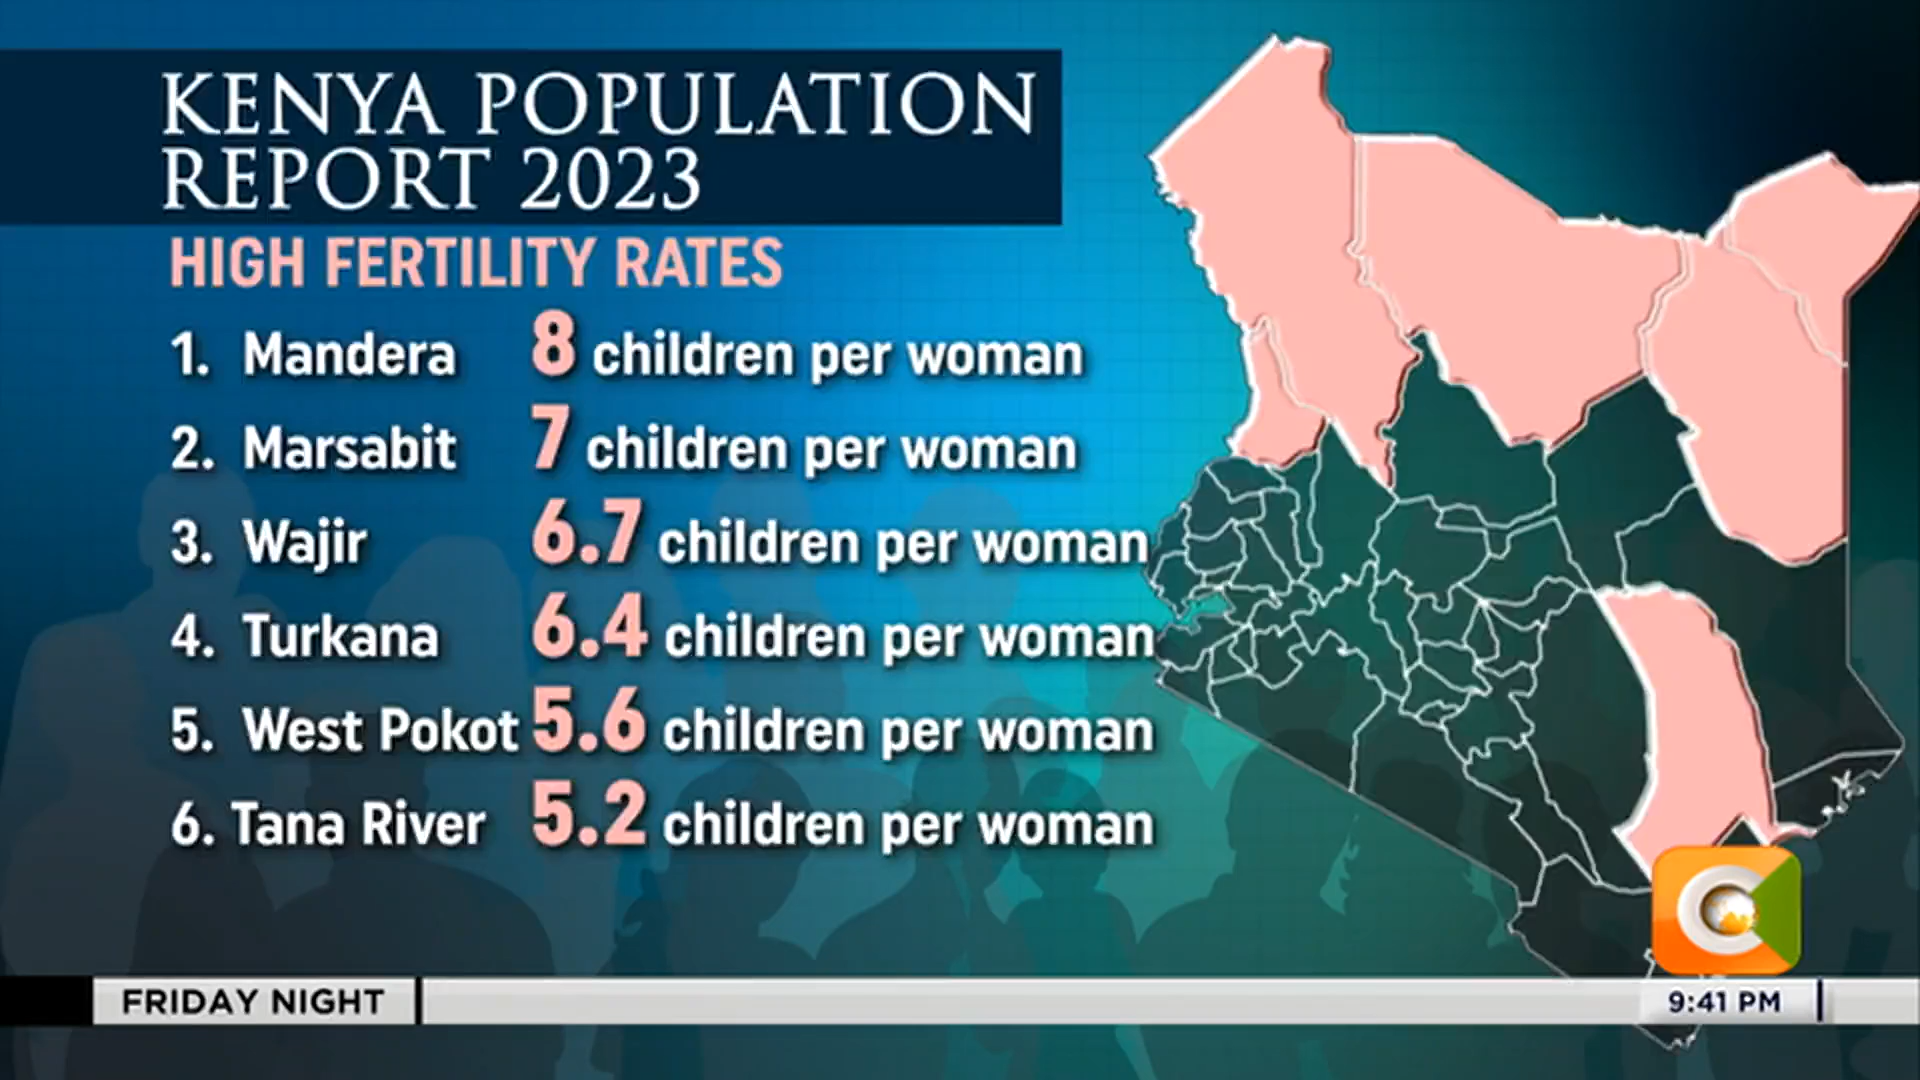 KENYA POPULATION
REPORT 2023
HIGH FERTILITY RATES
1. Mandera 8 children per woman
2. Marsabit 7 children per woman
3. Wajir 6.7 children per woman
4. Turkana 6.4 children per woman
5. West Pokot 5.6 children per woman
6. Tana River 5.2 children per woman
FRIDAY NIGHT
9:41 PM